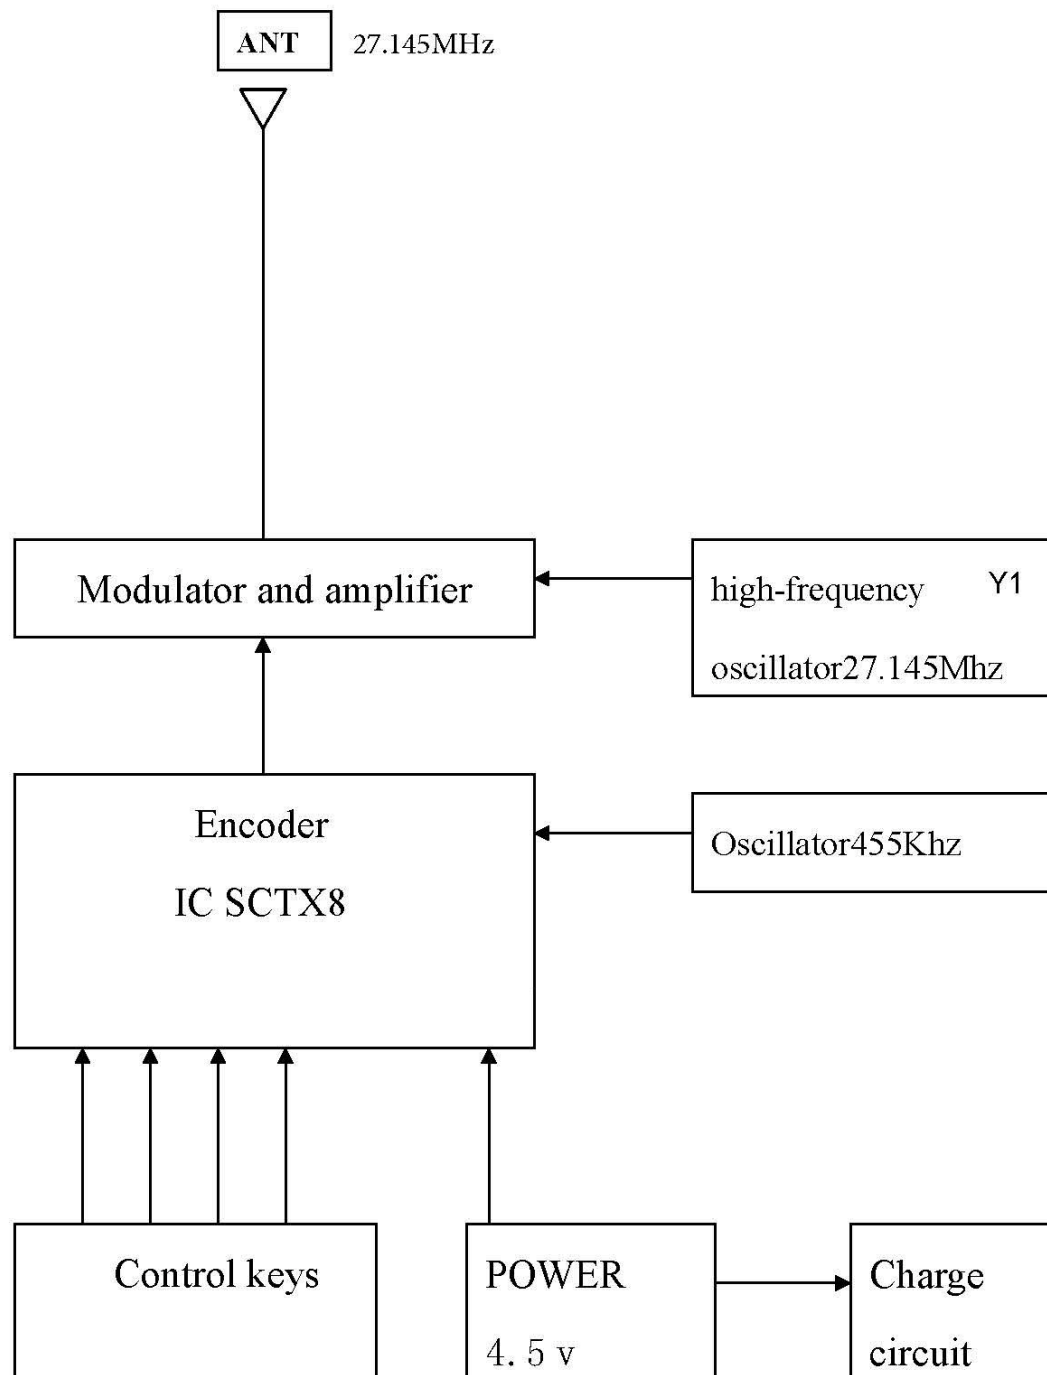 ANT 27.145MHz
Modulator and amplifier
high-frequency Y1
oscillator27.145Mhz
Encoder
IC SCTX8
Oscillator455Khz
Control keys
POWER
4.5v
Charge
circuit